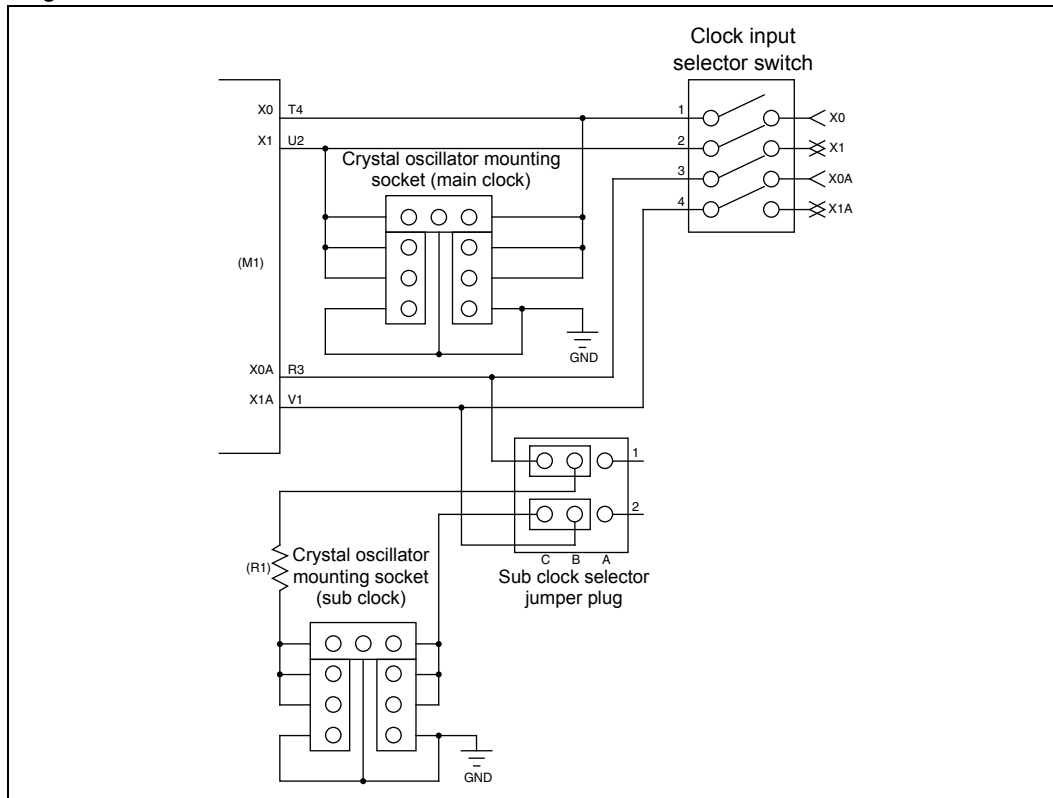 Clock input
selector switch
X0 T4
X1 U2
1
2
3
4
X0
X1
X0A
X1A
Crystal oscillator mounting
socket (main clock)
(M1)
GND
X0A R3
X1A V1
1
2
C B A
Sub clock selector
jumper plug
(R1)
Crystal oscillator
mounting socket
(sub clock)
GND